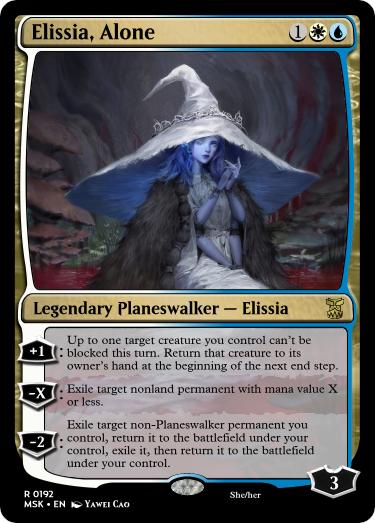 Elissia, Alone 1
Legendary Planeswalker — Elissia
+1: Up to one target creature you control can't be
blocked this turn. Return that creature to its
owner's hand at the beginning of the next end step.
-X: Exile target nonland permanent with mana value X
or less.
-2: Exile target non-Planeswalker permanent you
control, return it to the battlefield under your
control, exile it, then return it to the battlefield
under your control.
3
R 0192
MSK • EN Yawei Cao
She/her